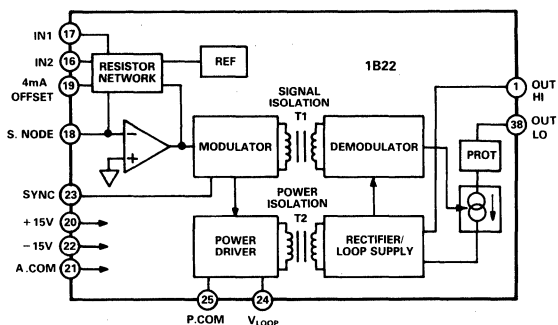 IN1 17
IN2 16
4mA 19
OFFSET
S. NODE 18
SYNC 23
+15V 20
−15V 22
A.COM 21
RESISTOR
NETWORK
REF
1B22
−
+
MODULATOR
SIGNAL
ISOLATION
T1
DEMODULATOR
POWER
ISOLATION
T2
POWER
DRIVER
RECTIFIER/
LOOP SUPPLY
PROT
1 OUT
HI
38 OUT
LO
25
P.COM
24
VLOOP